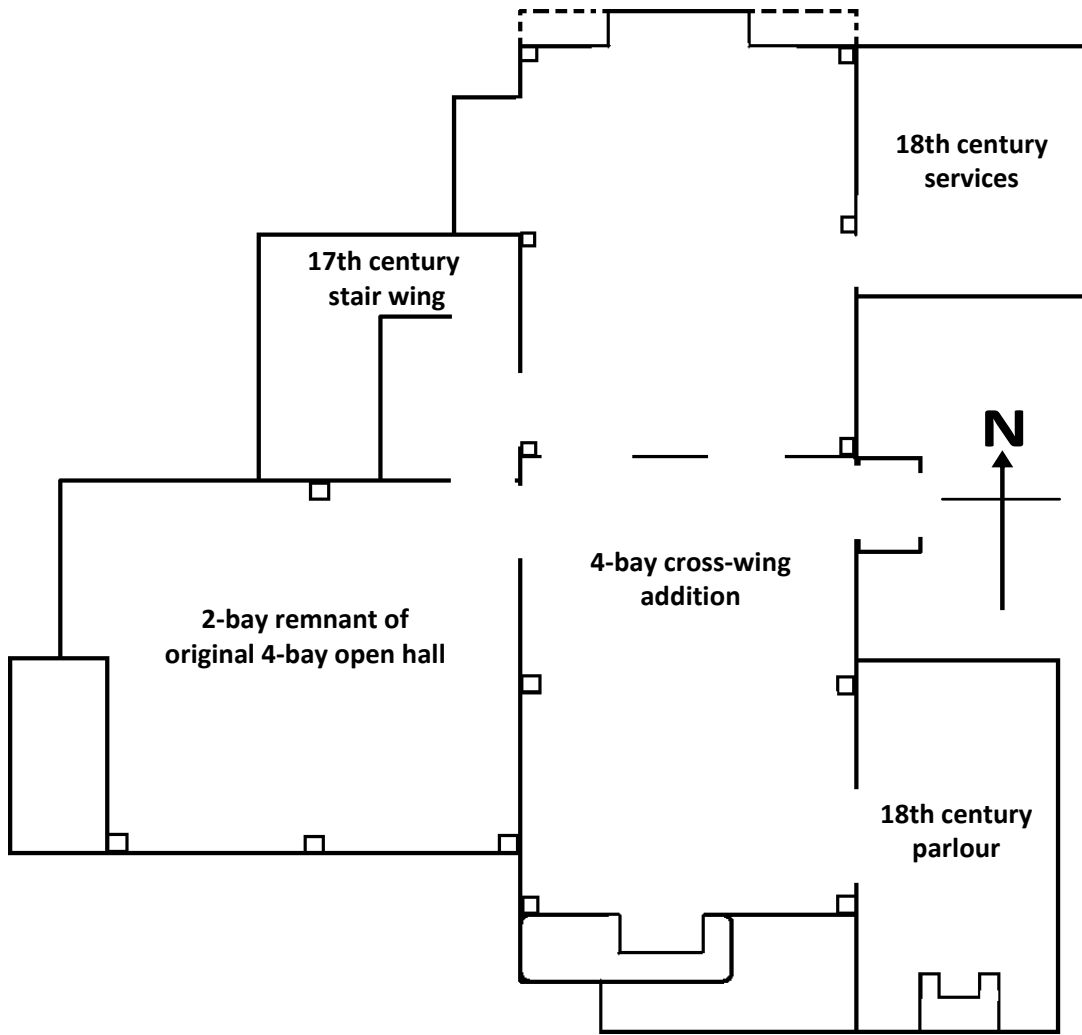 18th century
services
17th century
stair wing
N
4-bay cross-wing
addition
2-bay remnant of
original 4-bay open hall
18th century
parlour